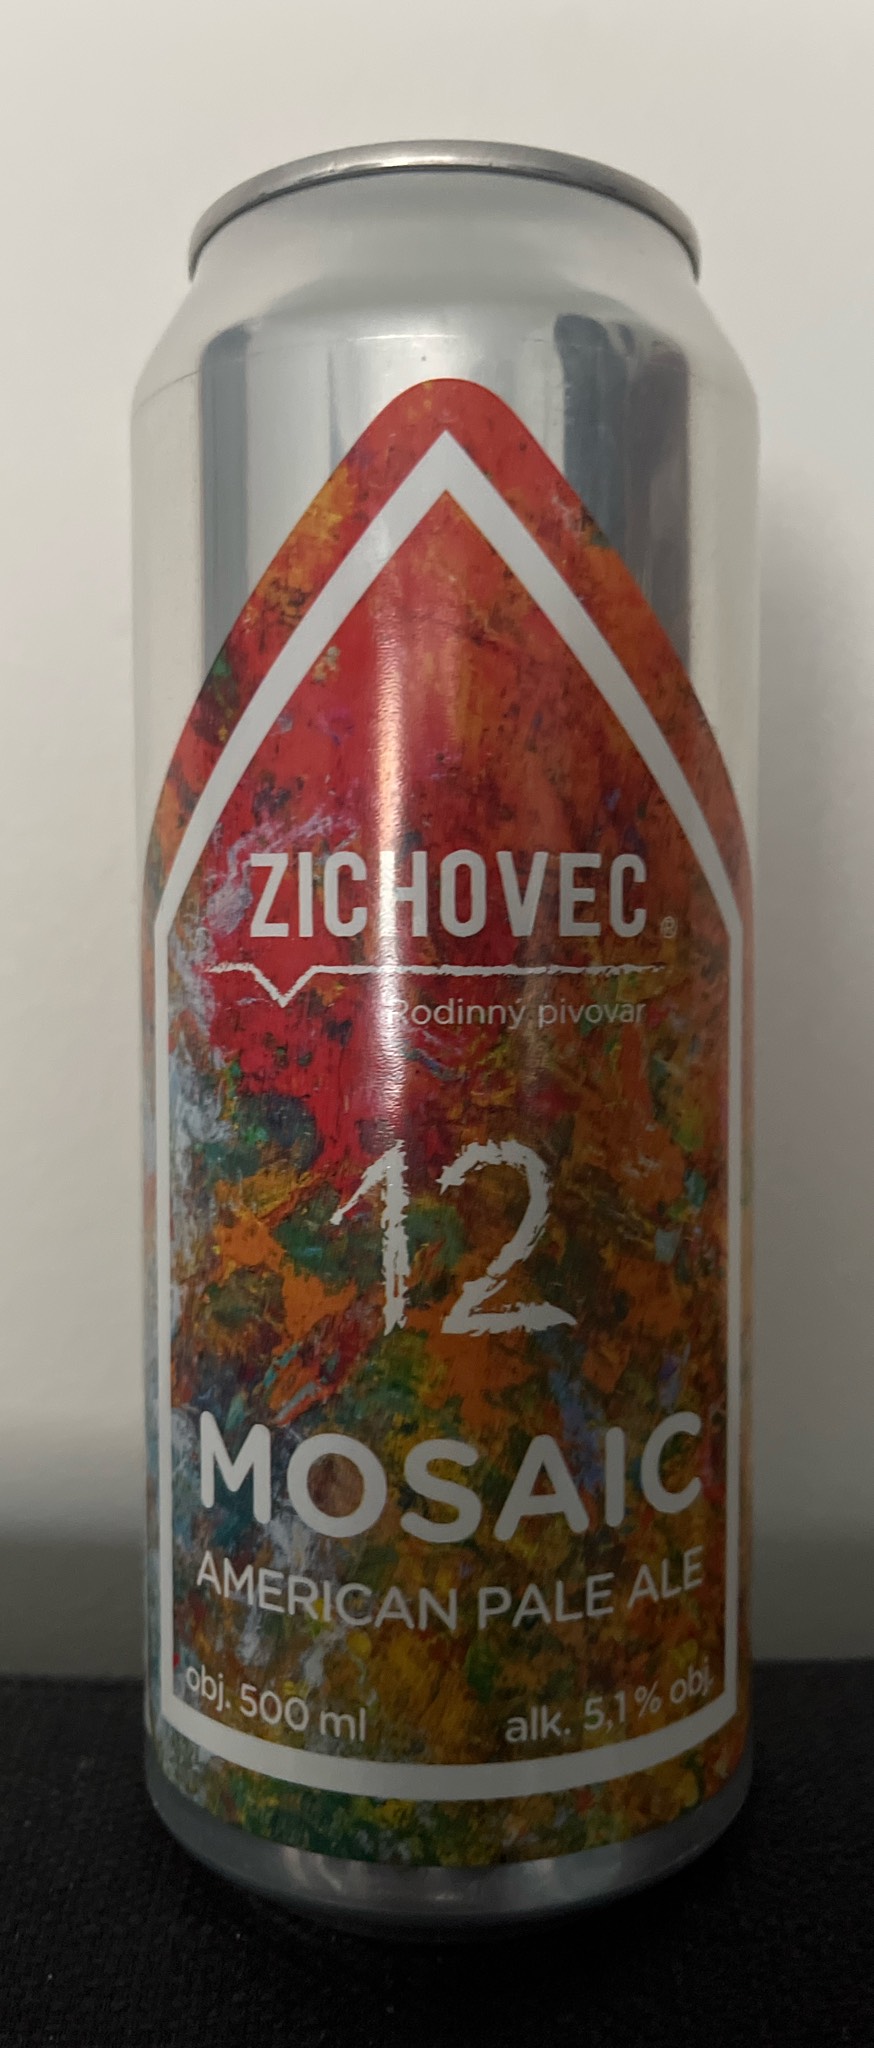 ZICHOVEC ®
Rodinný pivovar
12
MOSAIC
AMERICAN PALE ALE
obj. 500 ml alk. 5,1 % obj.